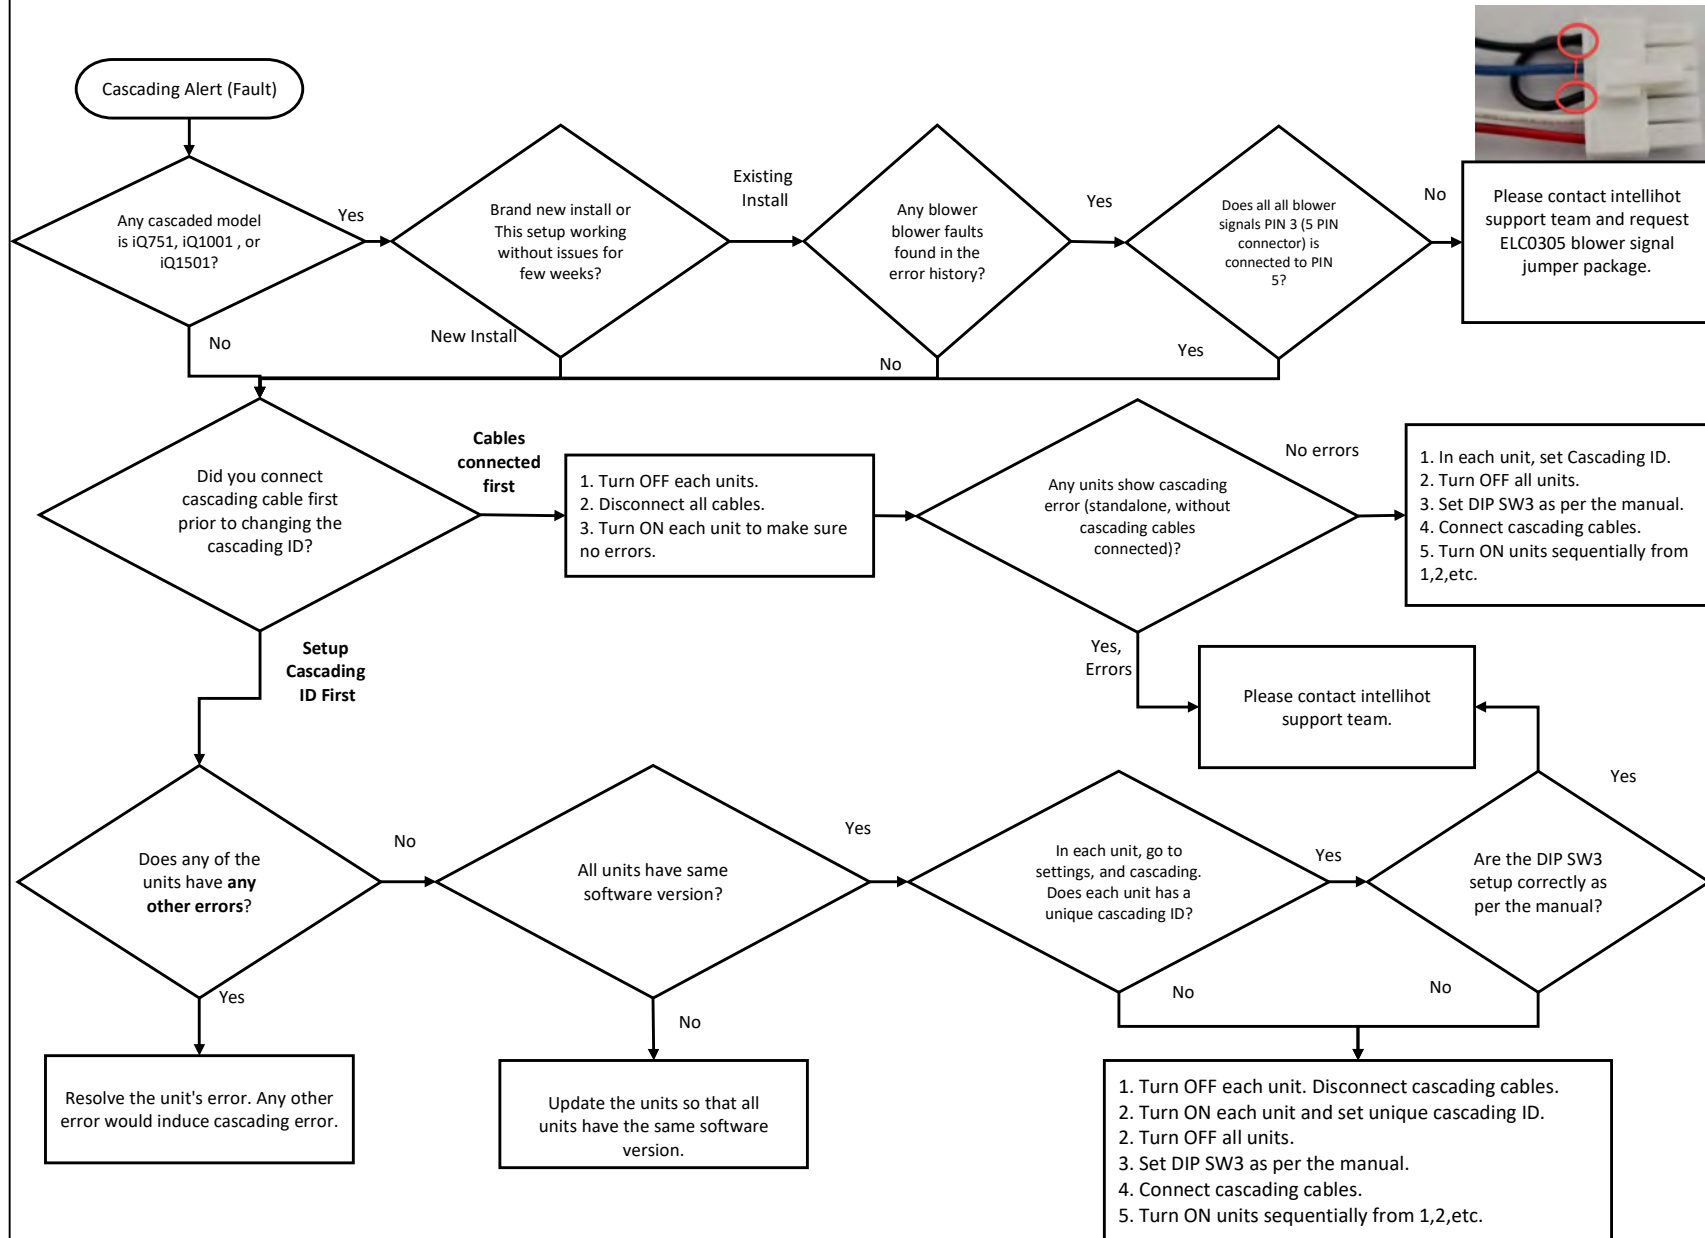 Cascading Alert (Fault)
Any cascaded model
is iQ751, iQ1001 , or
iQ1501?
Yes
No
Brand new install or
This setup working
without issues for
few weeks?
Existing
Install
New Install
Any blower
blower faults
found in the
error history?
Yes
No
Does all all blower
signals PIN 3 (5 PIN
connector) is
connected to PIN
5?
No
Yes
Please contact intellihot
support team and request
ELC0305 blower signal
jumper package.
Did you connect
cascading cable first
prior to changing the
cascading ID?
Cables
connected
first
1. Turn OFF each units.
2. Disconnect all cables.
3. Turn ON each unit to make sure
no errors.
Any units show cascading
error (standalone, without
cascading cables
connected)?
No errors
1. In each unit, set Cascading ID.
2. Turn OFF all units.
3. Set DIP SW3 as per the manual.
4. Connect cascading cables.
5. Turn ON units sequentially from
1,2,etc.
Yes,
Errors
Please contact intellihot
support team.
Setup
Cascading
ID First
Does any of the
units have any
other errors?
No
Yes
Resolve the unit's error. Any other
error would induce cascading error.
All units have same
software version?
Yes
No
Update the units so that all
units have the same software
version.
In each unit, go to
settings, and cascading.
Does each unit has a
unique cascading ID?
Yes
No
Are the DIP SW3
setup correctly as
per the manual?
Yes
No
1. Turn OFF each unit. Disconnect cascading cables.
2. Turn ON each unit and set unique cascading ID.
2. Turn OFF all units.
3. Set DIP SW3 as per the manual.
4. Connect cascading cables.
5. Turn ON units sequentially from 1,2,etc.